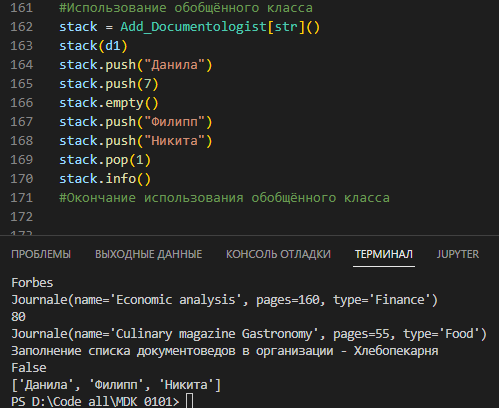 161 #Использование обобщённого класса
162 stack = Add_Documentologist[str]()
163 stack(d1)
164 stack.push("Данила")
165 stack.push(7)
166 stack.empty()
167 stack.push("Филипп")
168 stack.push("Никита")
169 stack.pop(1)
170 stack.info()
171 #Окончание использования обобщённого класса
172
ПРОБЛЕМЫ ВЫХОДНЫЕ ДАННЫЕ КОНСОЛЬ ОТЛАДКИ ТЕРМИНАЛ JUPYTER
Forbes
Journale(name='Economic analysis', pages=160, type='Finance')
80
Journale(name='Culinary magazine Gastronomy', pages=55, type='Food')
Заполнение списка документоведов в организации - Хлебопекарня
False
['Данила', 'Филипп', 'Никита']
PS D:\Code all\MDK 0101>